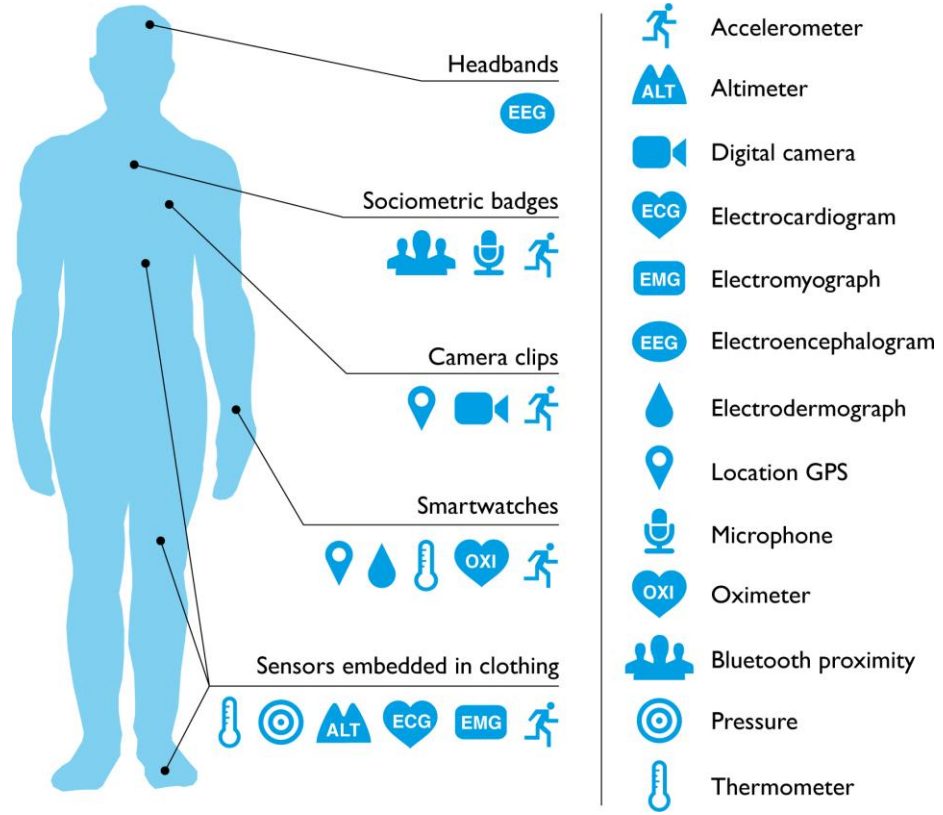 Headbands
EEG
Sociometric badges
Camera clips
Smartwatches
OXI
Sensors embedded in clothing
ALT
ECG
EMG
Accelerometer
ALT
Altimeter
Digital camera
ECG
Electrocardiogram
EMG
Electromyograph
EEG
Electroencephalogram
Electrodermograph
Location GPS
Microphone
OXI
Oximeter
Bluetooth proximity
Pressure
Thermometer